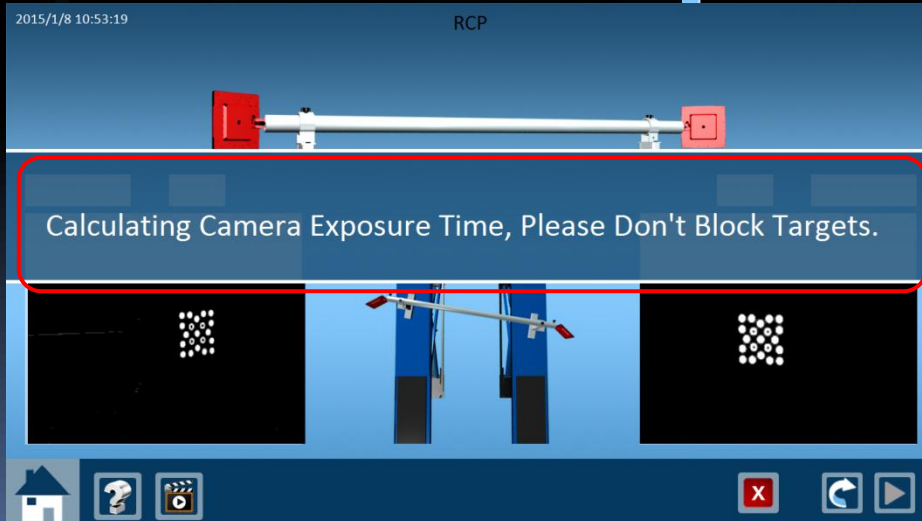 2015/1/8 10:53:19
RCP
Calculating Camera Exposure Time, Please Don't Block Targets.
X